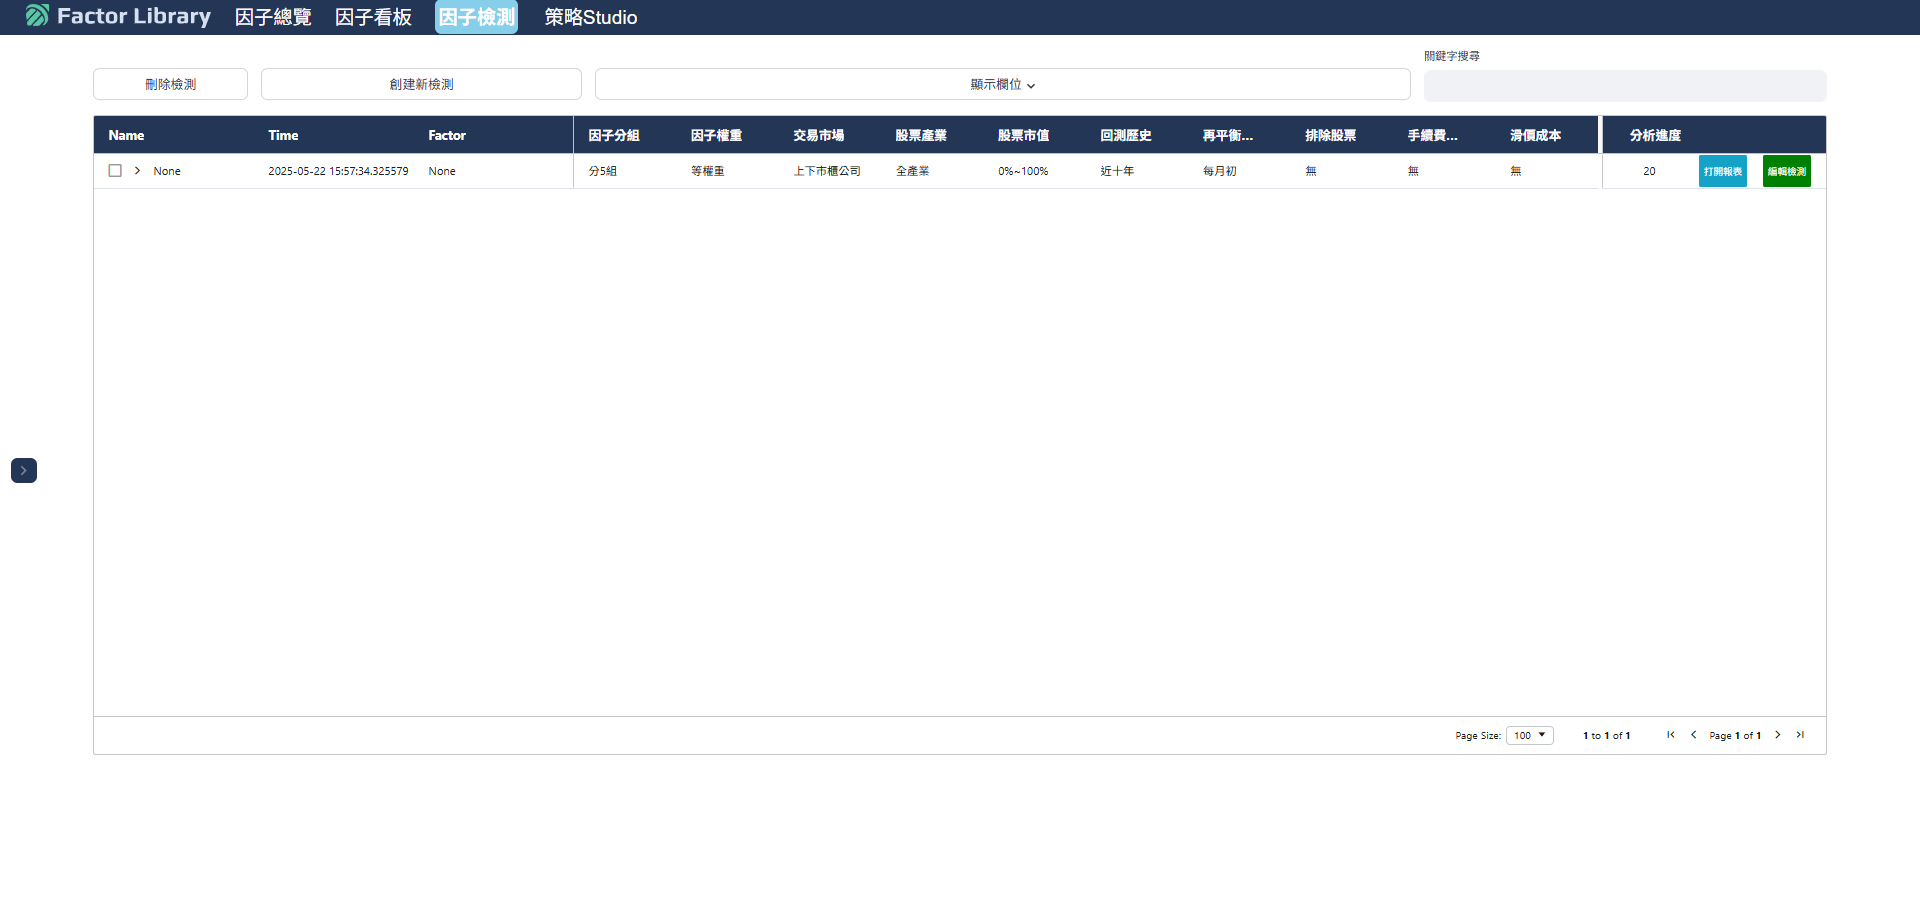 Factor Library 因子總覽 因子看板 因子檢測 策略Studio
關鍵字搜尋
刪除檢測 創建新檢測 顯示欄位
Name Time Factor 因子分組 因子權重 交易市場 股票產業 股票市值 回測歷史 再平衡... 排除股票 手續費... 滑價成本 分析進度
None 2025-05-22 15:57:34.325579 None 分5組 等權重 上下市櫃公司 全產業 0%~100% 近十年 每月初 無 無 無 20 打開報表 編輯檢測
Page Size: 100 1 to 1 of 1 Page 1 of 1